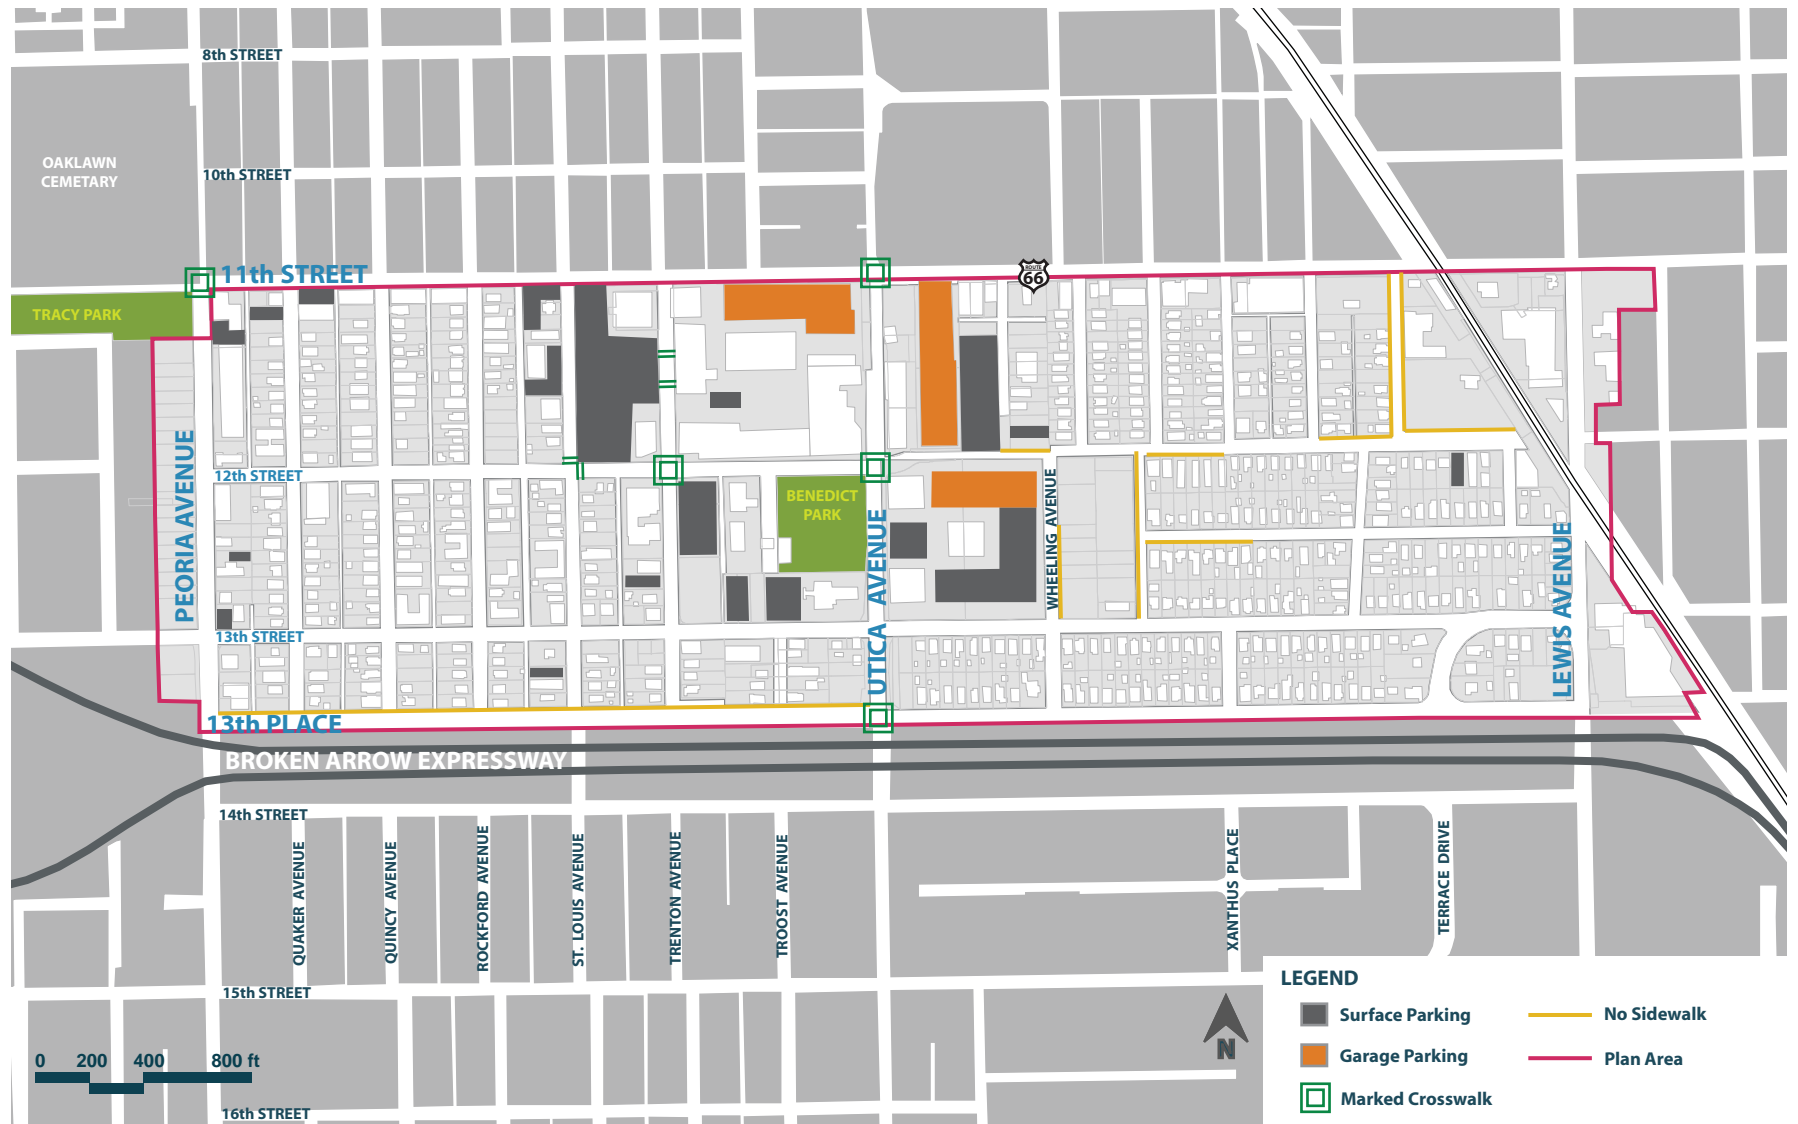 8th STREET
OAKLAWN
CEMETARY
10th STREET
11th STREET
ROUTE
66
TRACY PARK
PEORIA AVENUE
12th STREET
BENEDICT
PARK
UTICA AVENUE
WHEELING AVENUE
LEWIS AVENUE
13th STREET
13th PLACE
BROKEN ARROW EXPRESSWAY
14th STREET
QUAKER AVENUE
QUINCY AVENUE
ROCKFORD AVENUE
ST. LOUIS AVENUE
TRENTON AVENUE
TROOST AVENUE
XANTHUS PLACE
TERRACE DRIVE
15th STREET
16th STREET
0 200 400 800 ft
N
LEGEND
Surface Parking
Garage Parking
Marked Crosswalk
No Sidewalk
Plan Area